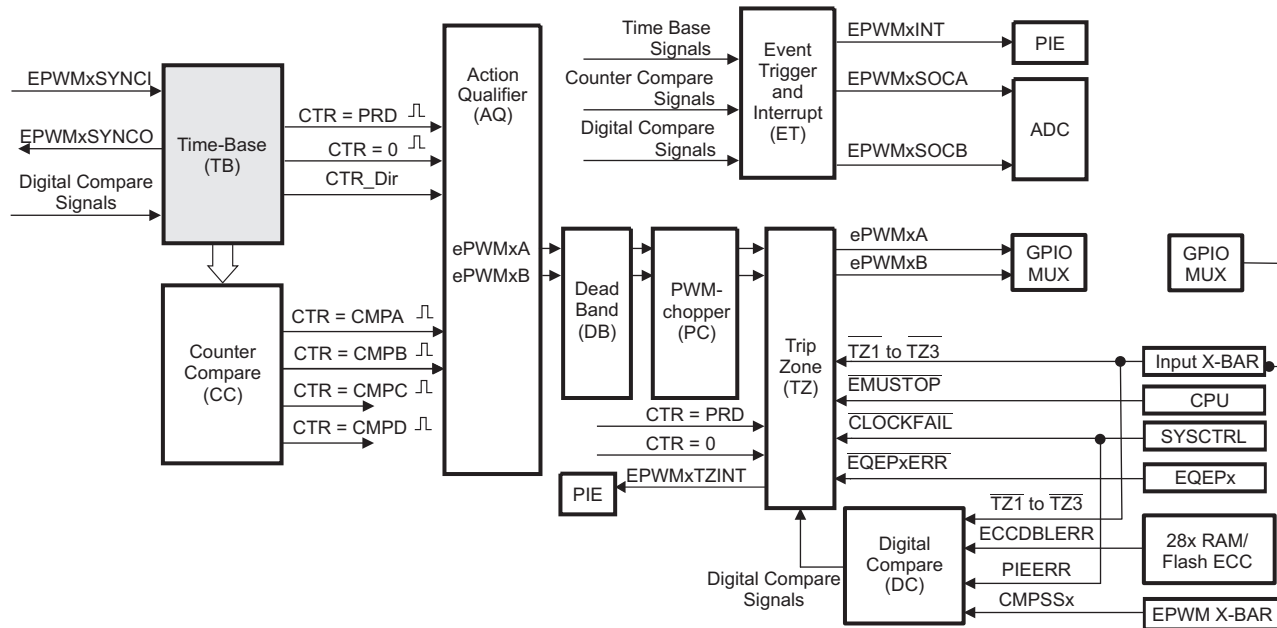 EPWMxSYNCI
EPWMxSYNCO
Digital Compare
Signals
Time-Base
(TB)
CTR = PRD
CTR = 0
CTR_Dir
Action
Qualifier
(AQ)
ePWMxA
ePWMxB
Counter
Compare
(CC)
CTR = CMPA
CTR = CMPB
CTR = CMPC
CTR = CMPD
Time Base
Signals
Counter Compare
Signals
Digital Compare
Signals
Event
Trigger
and
Interrupt
(ET)
EPWMxINT
EPWMxSOCA
EPWMxSOCB
PIE
ADC
Dead
Band
(DB)
PWM-
chopper
(PC)
Trip
Zone
(TZ)
ePWMxA
ePWMxB
GPIO
MUX
GPIO
MUX
TZ1 to TZ3
EMUSTOP
CLOCKFAIL
EQEPxERR
Input X-BAR
CPU
SYSCTRL
EQEPx
CTR = PRD
CTR = 0
EPWMxTZINT
PIE
Digital Compare
Signals
Digital
Compare
(DC)
TZ1 to TZ3
ECCDBLERR
PIEERR
CMPSSx
28x RAM/
Flash ECC
EPWM X-BAR